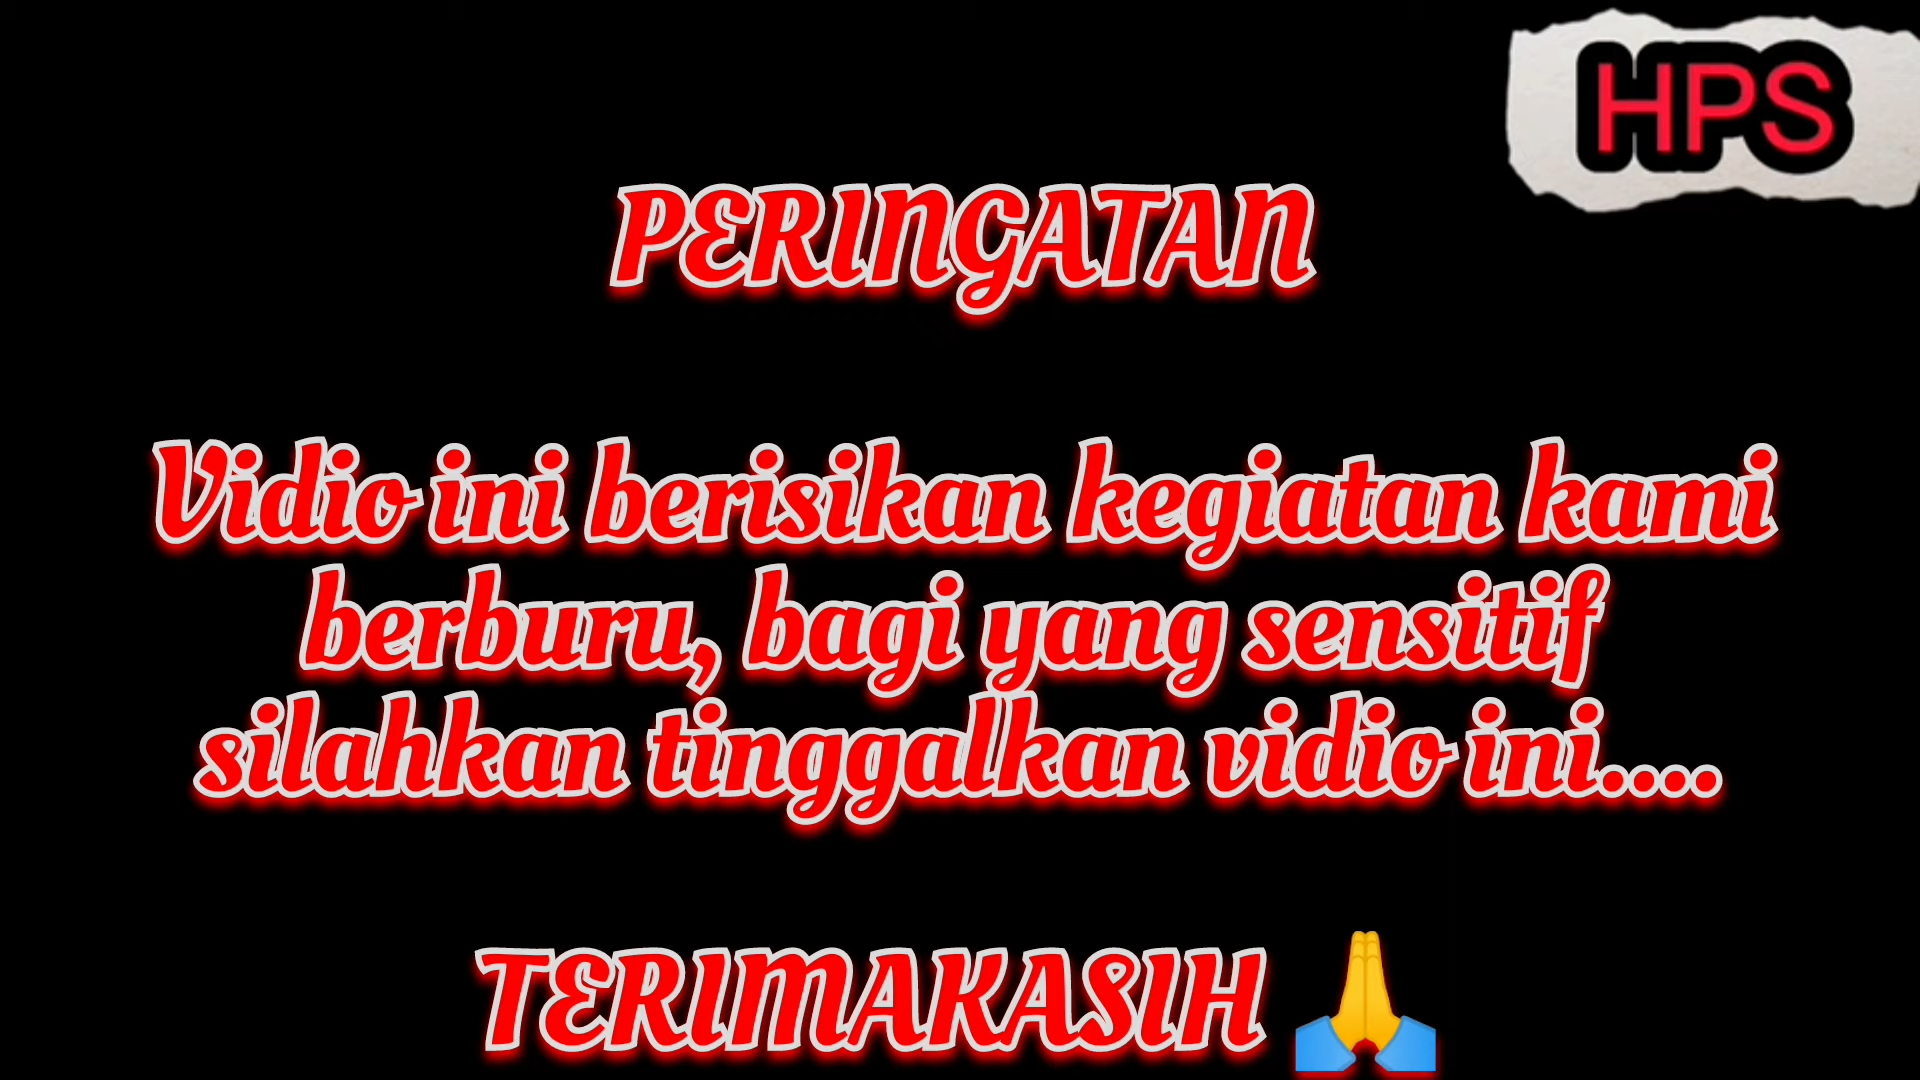 HPS
PERINGATAN
Vidio ini berisikan kegiatan kami
berburu, bagi yang sensitif
silahkan tinggalkan vidio ini....
TERIMAKASIH 🙏